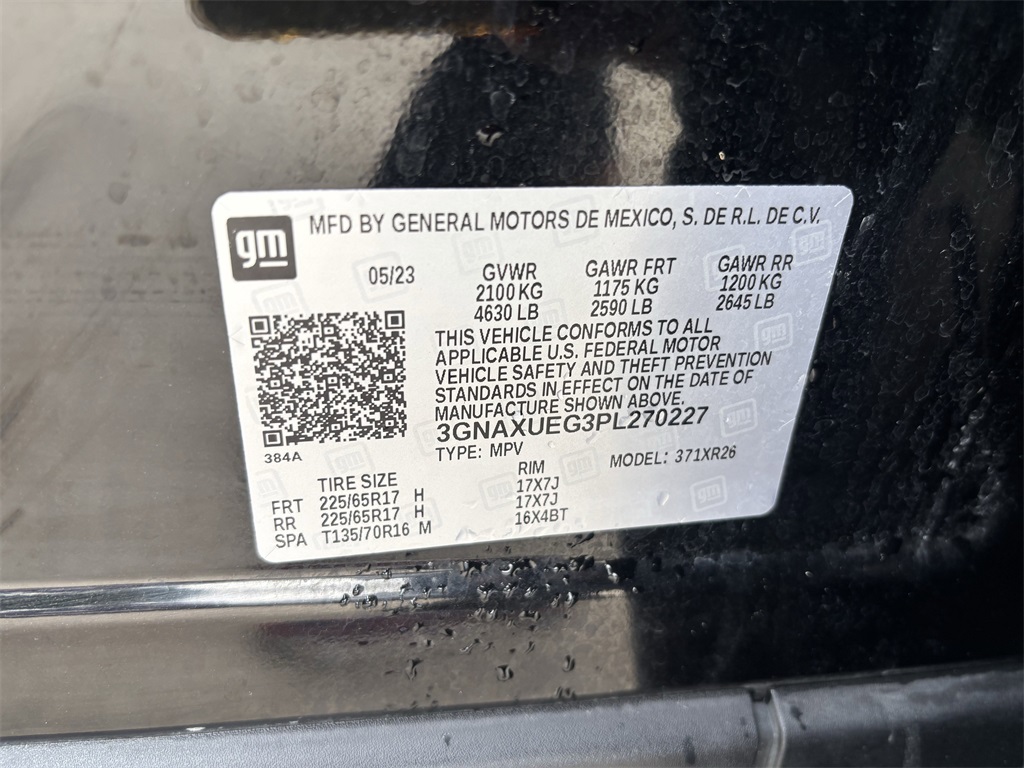 gm
MFD BY GENERAL MOTORS DE MEXICO, S. DE R.L. DE C.V.
05/23 GVWR GAWR FRT GAWR RR
2100 KG 1175 KG 1200 KG
4630 LB 2590 LB 2645 LB
THIS VEHICLE CONFORMS TO ALL
APPLICABLE U.S. FEDERAL MOTOR
VEHICLE SAFETY AND THEFT PREVENTION
STANDARDS IN EFFECT ON THE DATE OF
MANUFACTURE SHOWN ABOVE.
3GNAXUEG3PL270227
TYPE: MPV MODEL: 371XR26
384A
TIRE SIZE RIM
FRT 225/65R17 H 17X7J
RR 225/65R17 H 17X7J
SPA T135/70R16 M 16X4BT